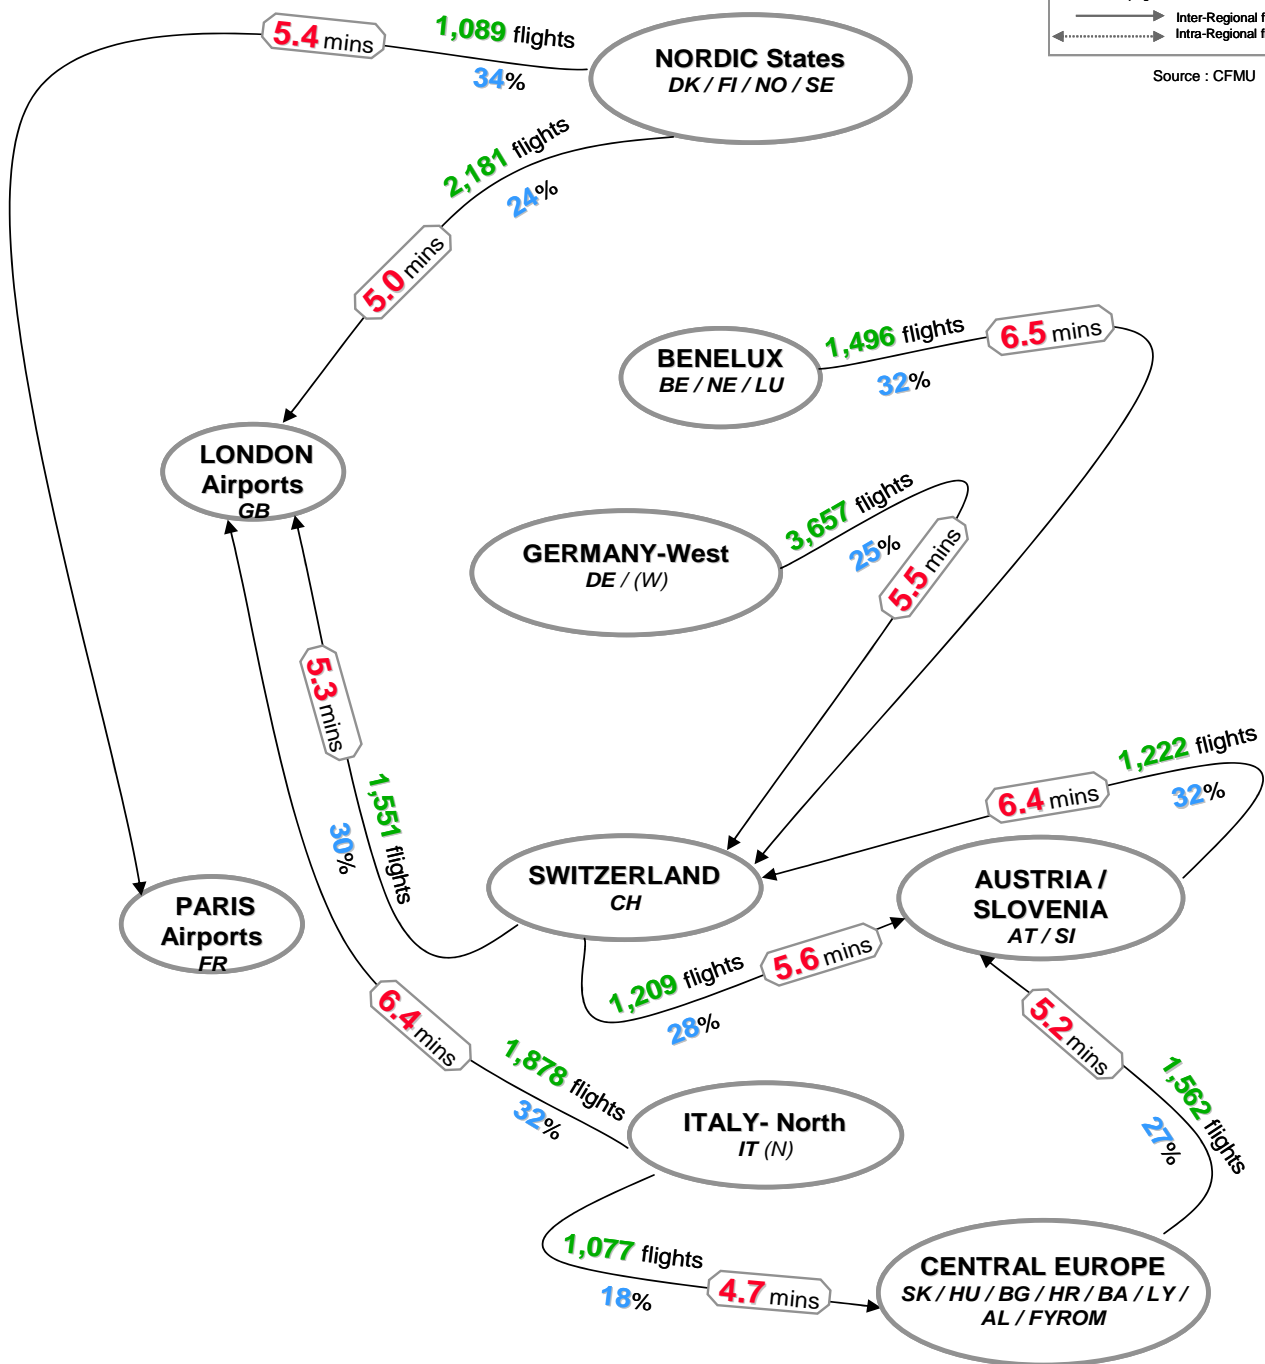 Inter-Regional f
Intra-Regional f
Source : CFMU
5.4 mins
1,089 flights
34%
NORDIC States
DK / FI / NO / SE
2,181 flights
24%
5.0 mins
BENELUX
BE / NE / LU
1,496 flights
32%
6.5 mins
LONDON
Airports
GB
GERMANY-West
DE / (W)
3,657 flights
25%
5.5 mins
5.3 mins
1,551 flights
30%
1,222 flights
32%
6.4 mins
SWITZERLAND
CH
AUSTRIA /
SLOVENIA
AT / SI
PARIS
Airports
FR
1,209 flights
28%
5.6 mins
6.4 mins
1,878 flights
32%
5.2 mins
1,562 flights
27%
ITALY- North
IT (N)
1,077 flights
18%
4.7 mins
CENTRAL EUROPE
SK / HU / BG / HR / BA / LY /
AL / FYROM